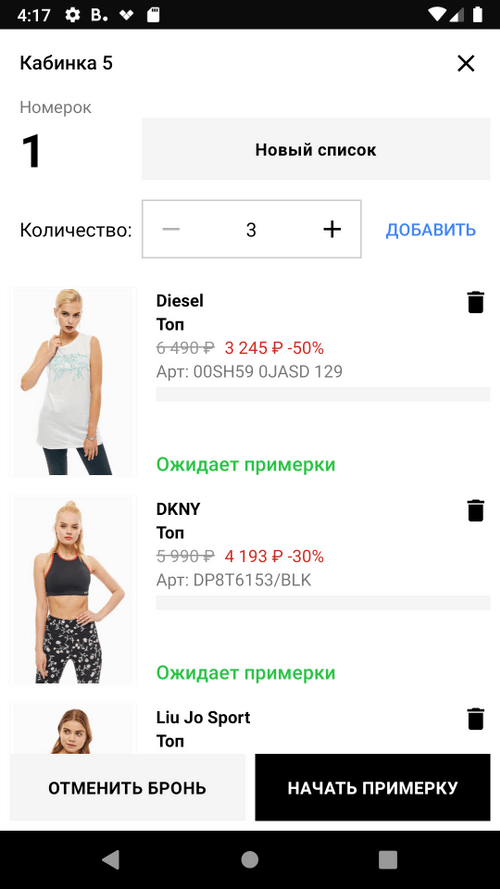 4:17 B.
Кабинка 5
Номерок
1
Новый список
Количество: 3 ДОБАВИТЬ
Diesel
Топ
6 490 ₽ 3 245 ₽ -50%
Арт: 00SH59 0JASD 129
Ожидает примерки
DKNY
Топ
5 990 ₽ 4 193 ₽ -30%
Арт: DP8T6153/BLK
Ожидает примерки
Liu Jo Sport
Топ
ОТМЕНИТЬ БРОНЬ НАЧАТЬ ПРИМЕРКУ